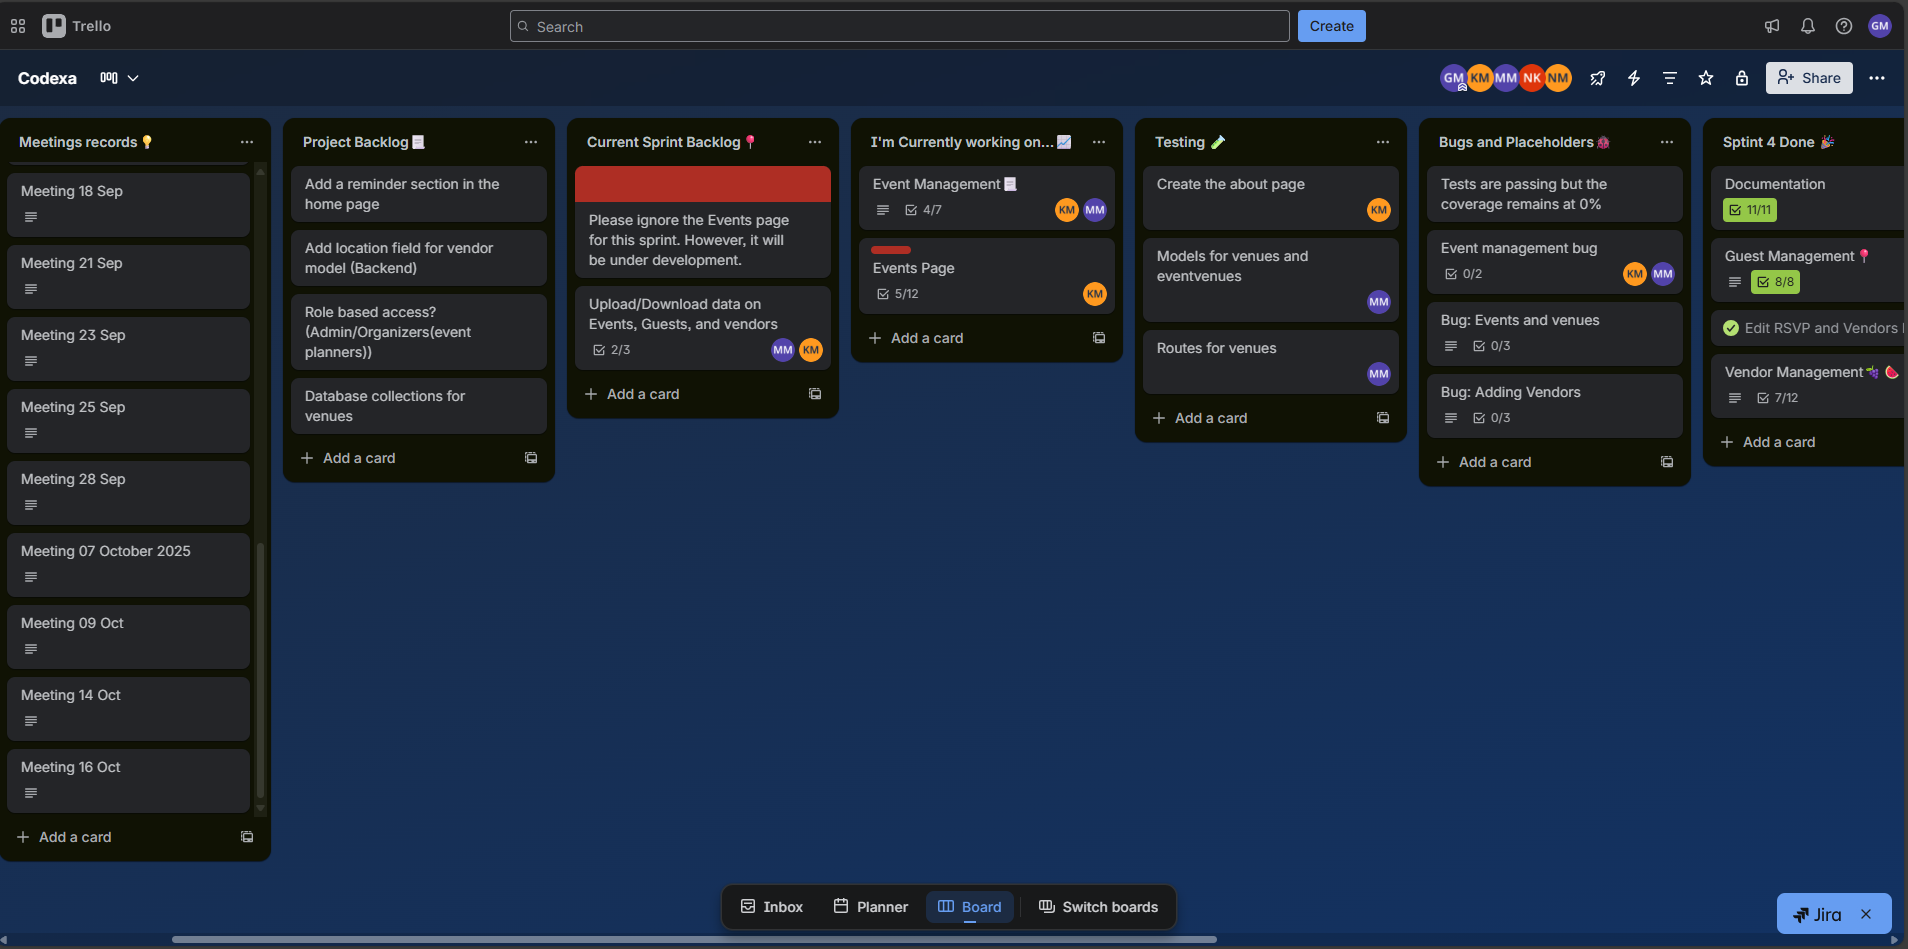 Trello
Search
Create
GM
Codexa
GM KM MM NK NM
Share
Meetings records
Meeting 18 Sep
Meeting 21 Sep
Meeting 23 Sep
Meeting 25 Sep
Meeting 28 Sep
Meeting 07 October 2025
Meeting 09 Oct
Meeting 14 Oct
Meeting 16 Oct
Add a card
Project Backlog
Add a reminder section in the
home page
Add location field for vendor
model (Backend)
Role based access?
(Admin/Organizers(event
planners))
Database collections for
venues
Add a card
Current Sprint Backlog
Please ignore the Events page
for this sprint. However, it will
be under development.
Upload/Download data on
Events, Guests, and vendors
2/3
MM KM
Add a card
I'm Currently working on...
Event Management
4/7
KM MM
Events Page
5/12
KM
Add a card
Testing
Create the about page
KM
Models for venues and
eventvenues
MM
Routes for venues
MM
Add a card
Bugs and Placeholders
Tests are passing but the
coverage remains at 0%
Event management bug
0/2
KM MM
Bug: Events and venues
0/3
Bug: Adding Vendors
0/3
Add a card
Sptint 4 Done
Documentation
11/11
Guest Management
8/8
Edit RSVP and Vendors
Vendor Management
7/12
Add a card
Inbox
Planner
Board
Switch boards
Jira